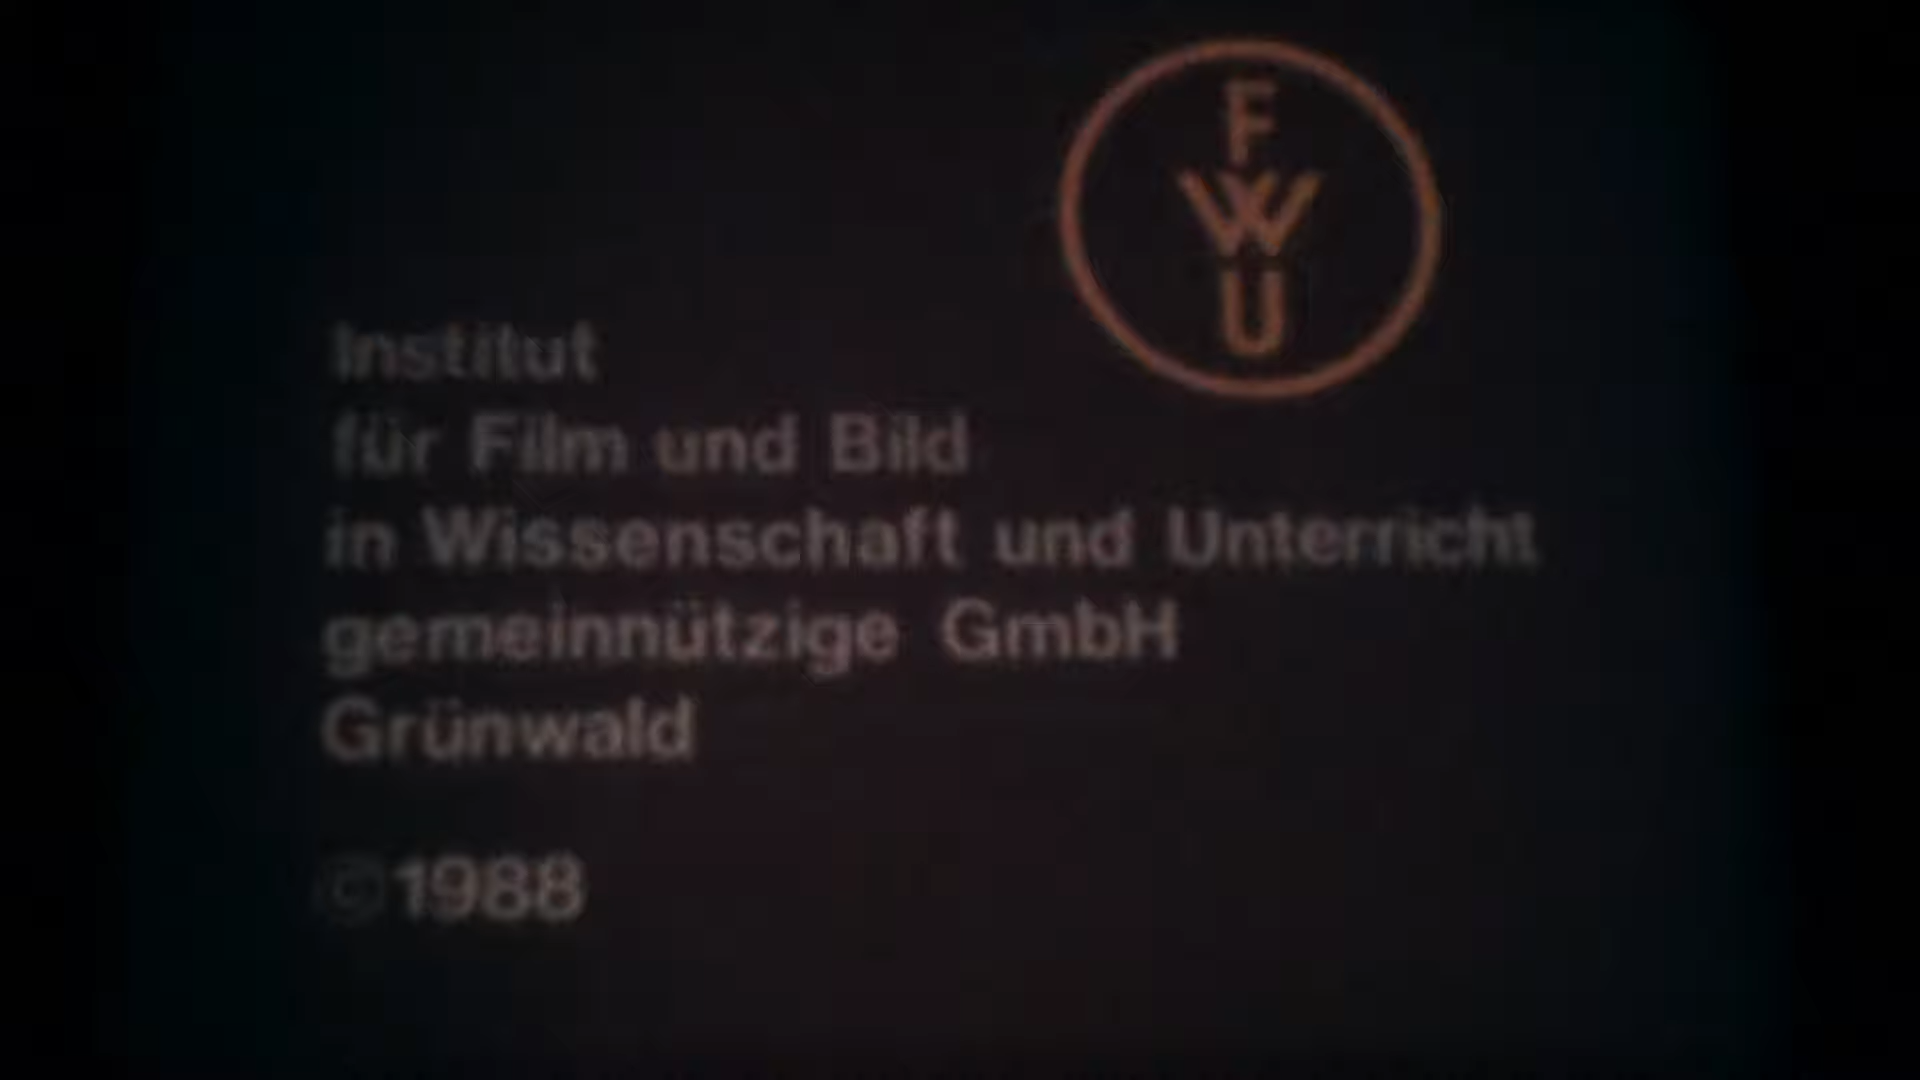 F
W
U
Institut
für Film und Bild
in Wissenschaft und Unterricht
gemeinnützige GmbH
Grünwald
©1988